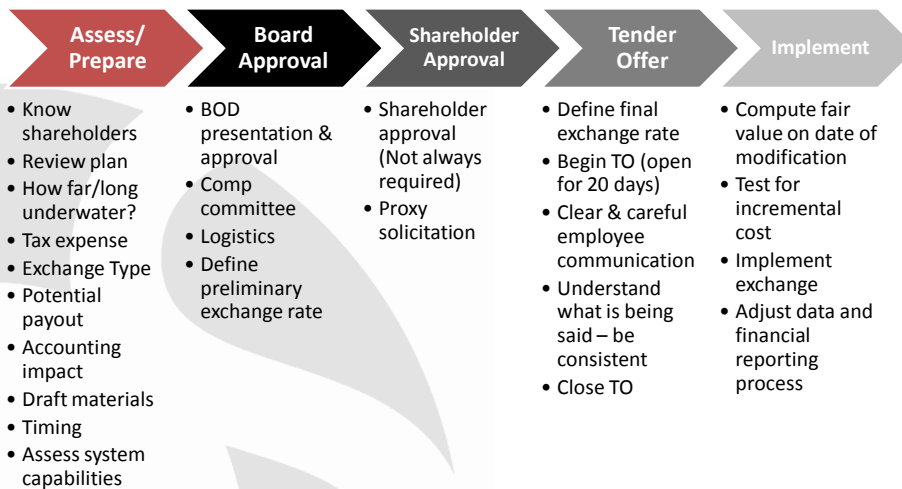 Assess/
Prepare
Board
Approval
Shareholder
Approval
Tender
Offer
Implement
• Know
shareholders
• Review plan
• How far/long
underwater?
• Tax expense
• Exchange Type
• Potential
payout
• Accounting
impact
• Draft materials
• Timing
• Assess system
capabilities
• BOD
presentation &
approval
• Comp
committee
• Logistics
• Define
preliminary
exchange rate
• Shareholder
approval
(Not always
required)
• Proxy
solicitation
• Define final
exchange rate
• Begin TO (open
for 20 days)
• Clear & careful
employee
communication
• Understand
what is being
said – be
consistent
• Close TO
• Compute fair
value on date of
modification
• Test for
incremental
cost
• Implement
exchange
• Adjust data and
financial
reporting
process